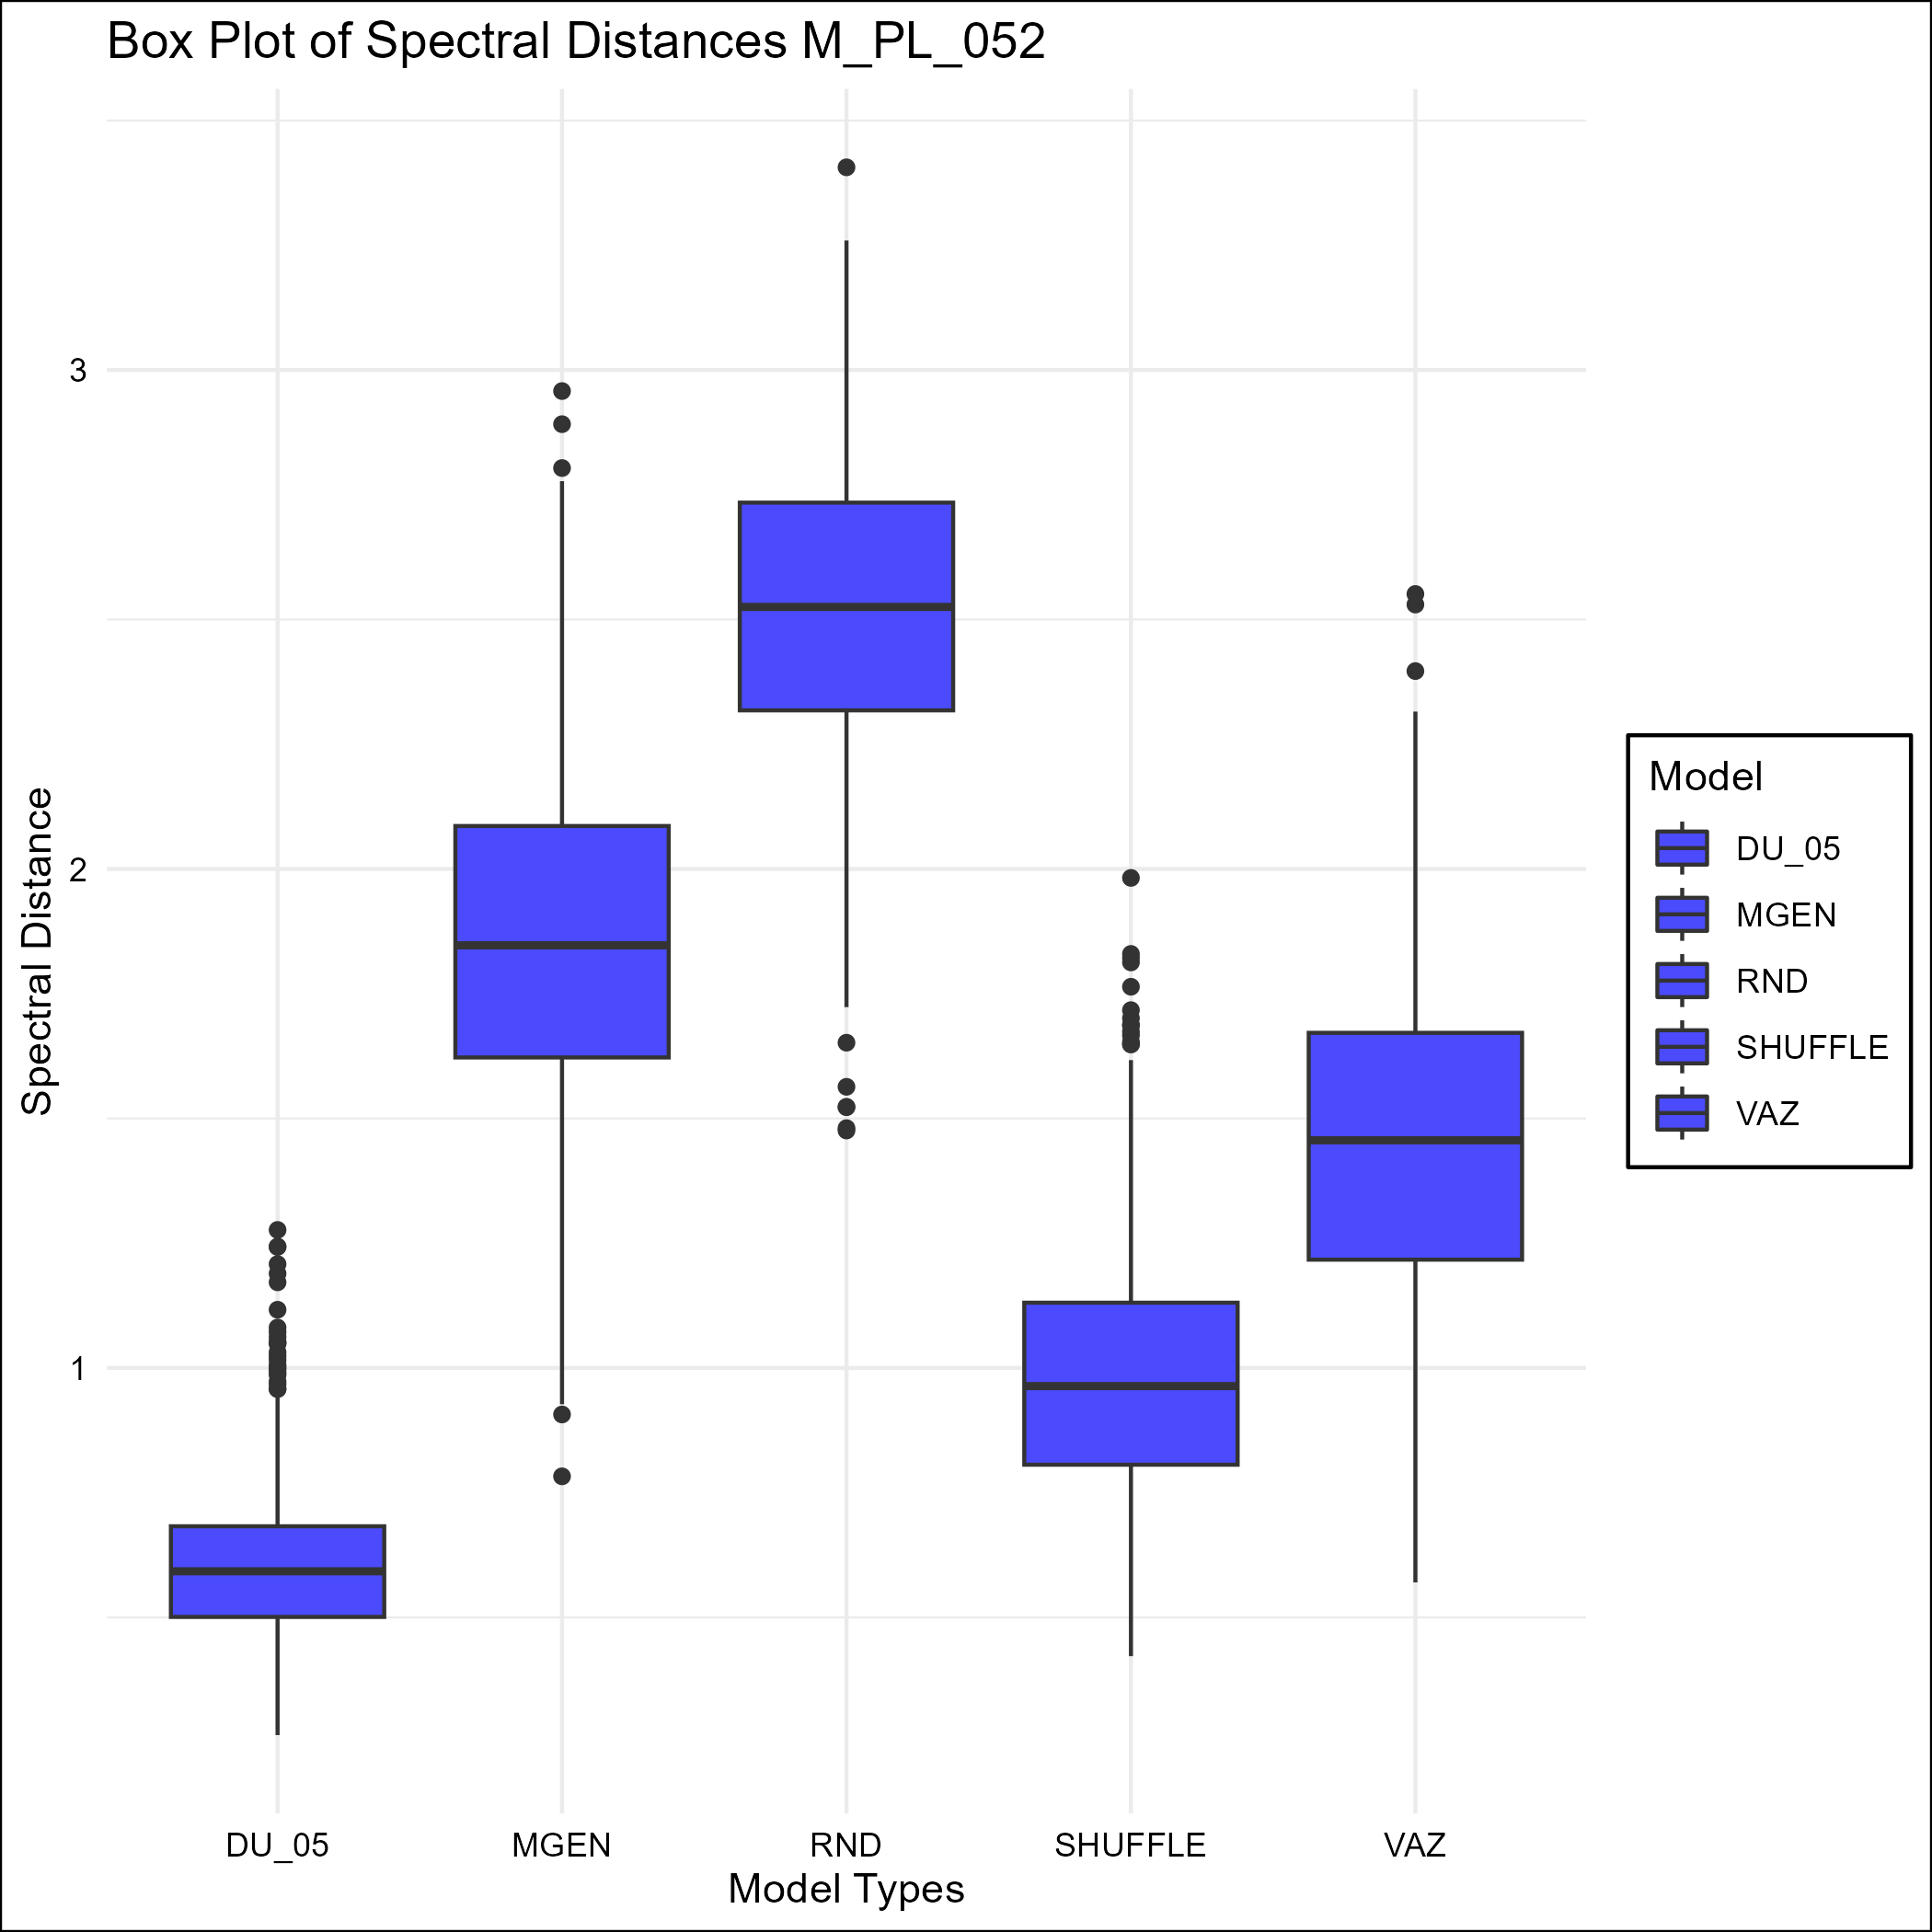 Box Plot of Spectral Distances M_PL_052
3
2
1
Spectral Distance
DU_05 MGEN RND SHUFFLE VAZ
Model Types
Model
DU_05
MGEN
RND
SHUFFLE
VAZ